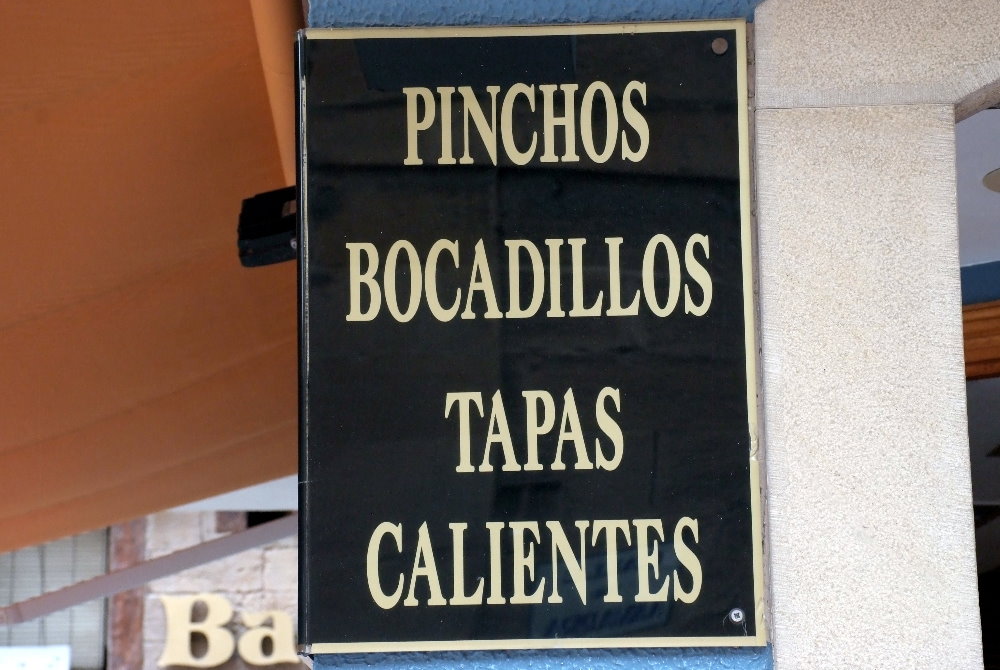 PINCHOS
BOCADILLOS
TAPAS
CALIENTES
Ba